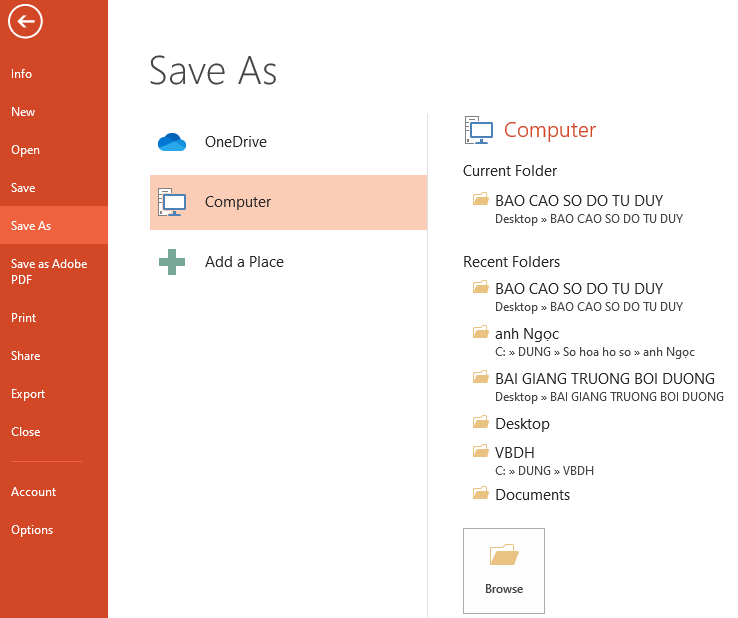 Info
New
Open
Save
Save As
Save as Adobe
PDF
Print
Share
Export
Close
Account
Options
Save As
OneDrive
Computer
Add a Place
Computer
Current Folder
BAO CAO SO DO TU DUY
Desktop » BAO CAO SO DO TU DUY
Recent Folders
BAO CAO SO DO TU DUY
Desktop » BAO CAO SO DO TU DUY
anh Ngọc
C: » DUNG » So hoa ho so » anh Ngọc
BAI GIANG TRUONG BOI DUONG
Desktop » BAI GIANG TRUONG BOI DUONG
Desktop
VBDH
C: » DUNG » VBDH
Documents
Browse